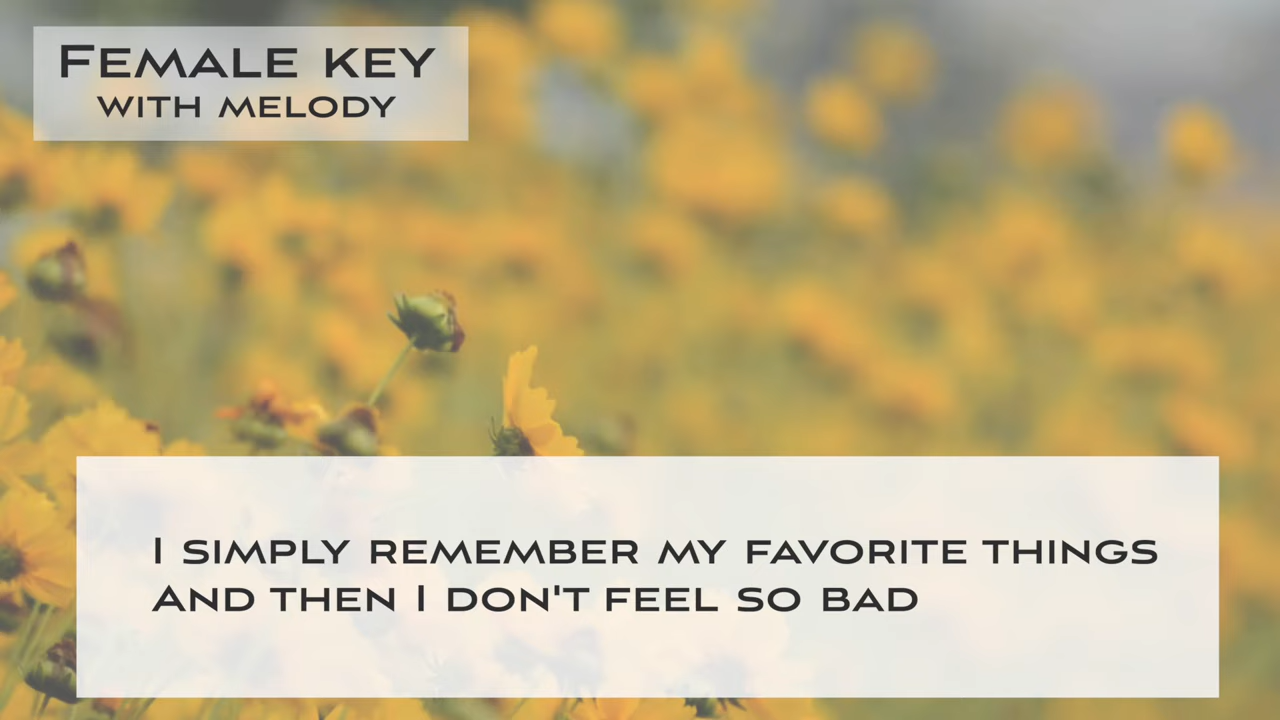 Female key
with melody
I simply remember my favorite things
And then I don't feel so bad